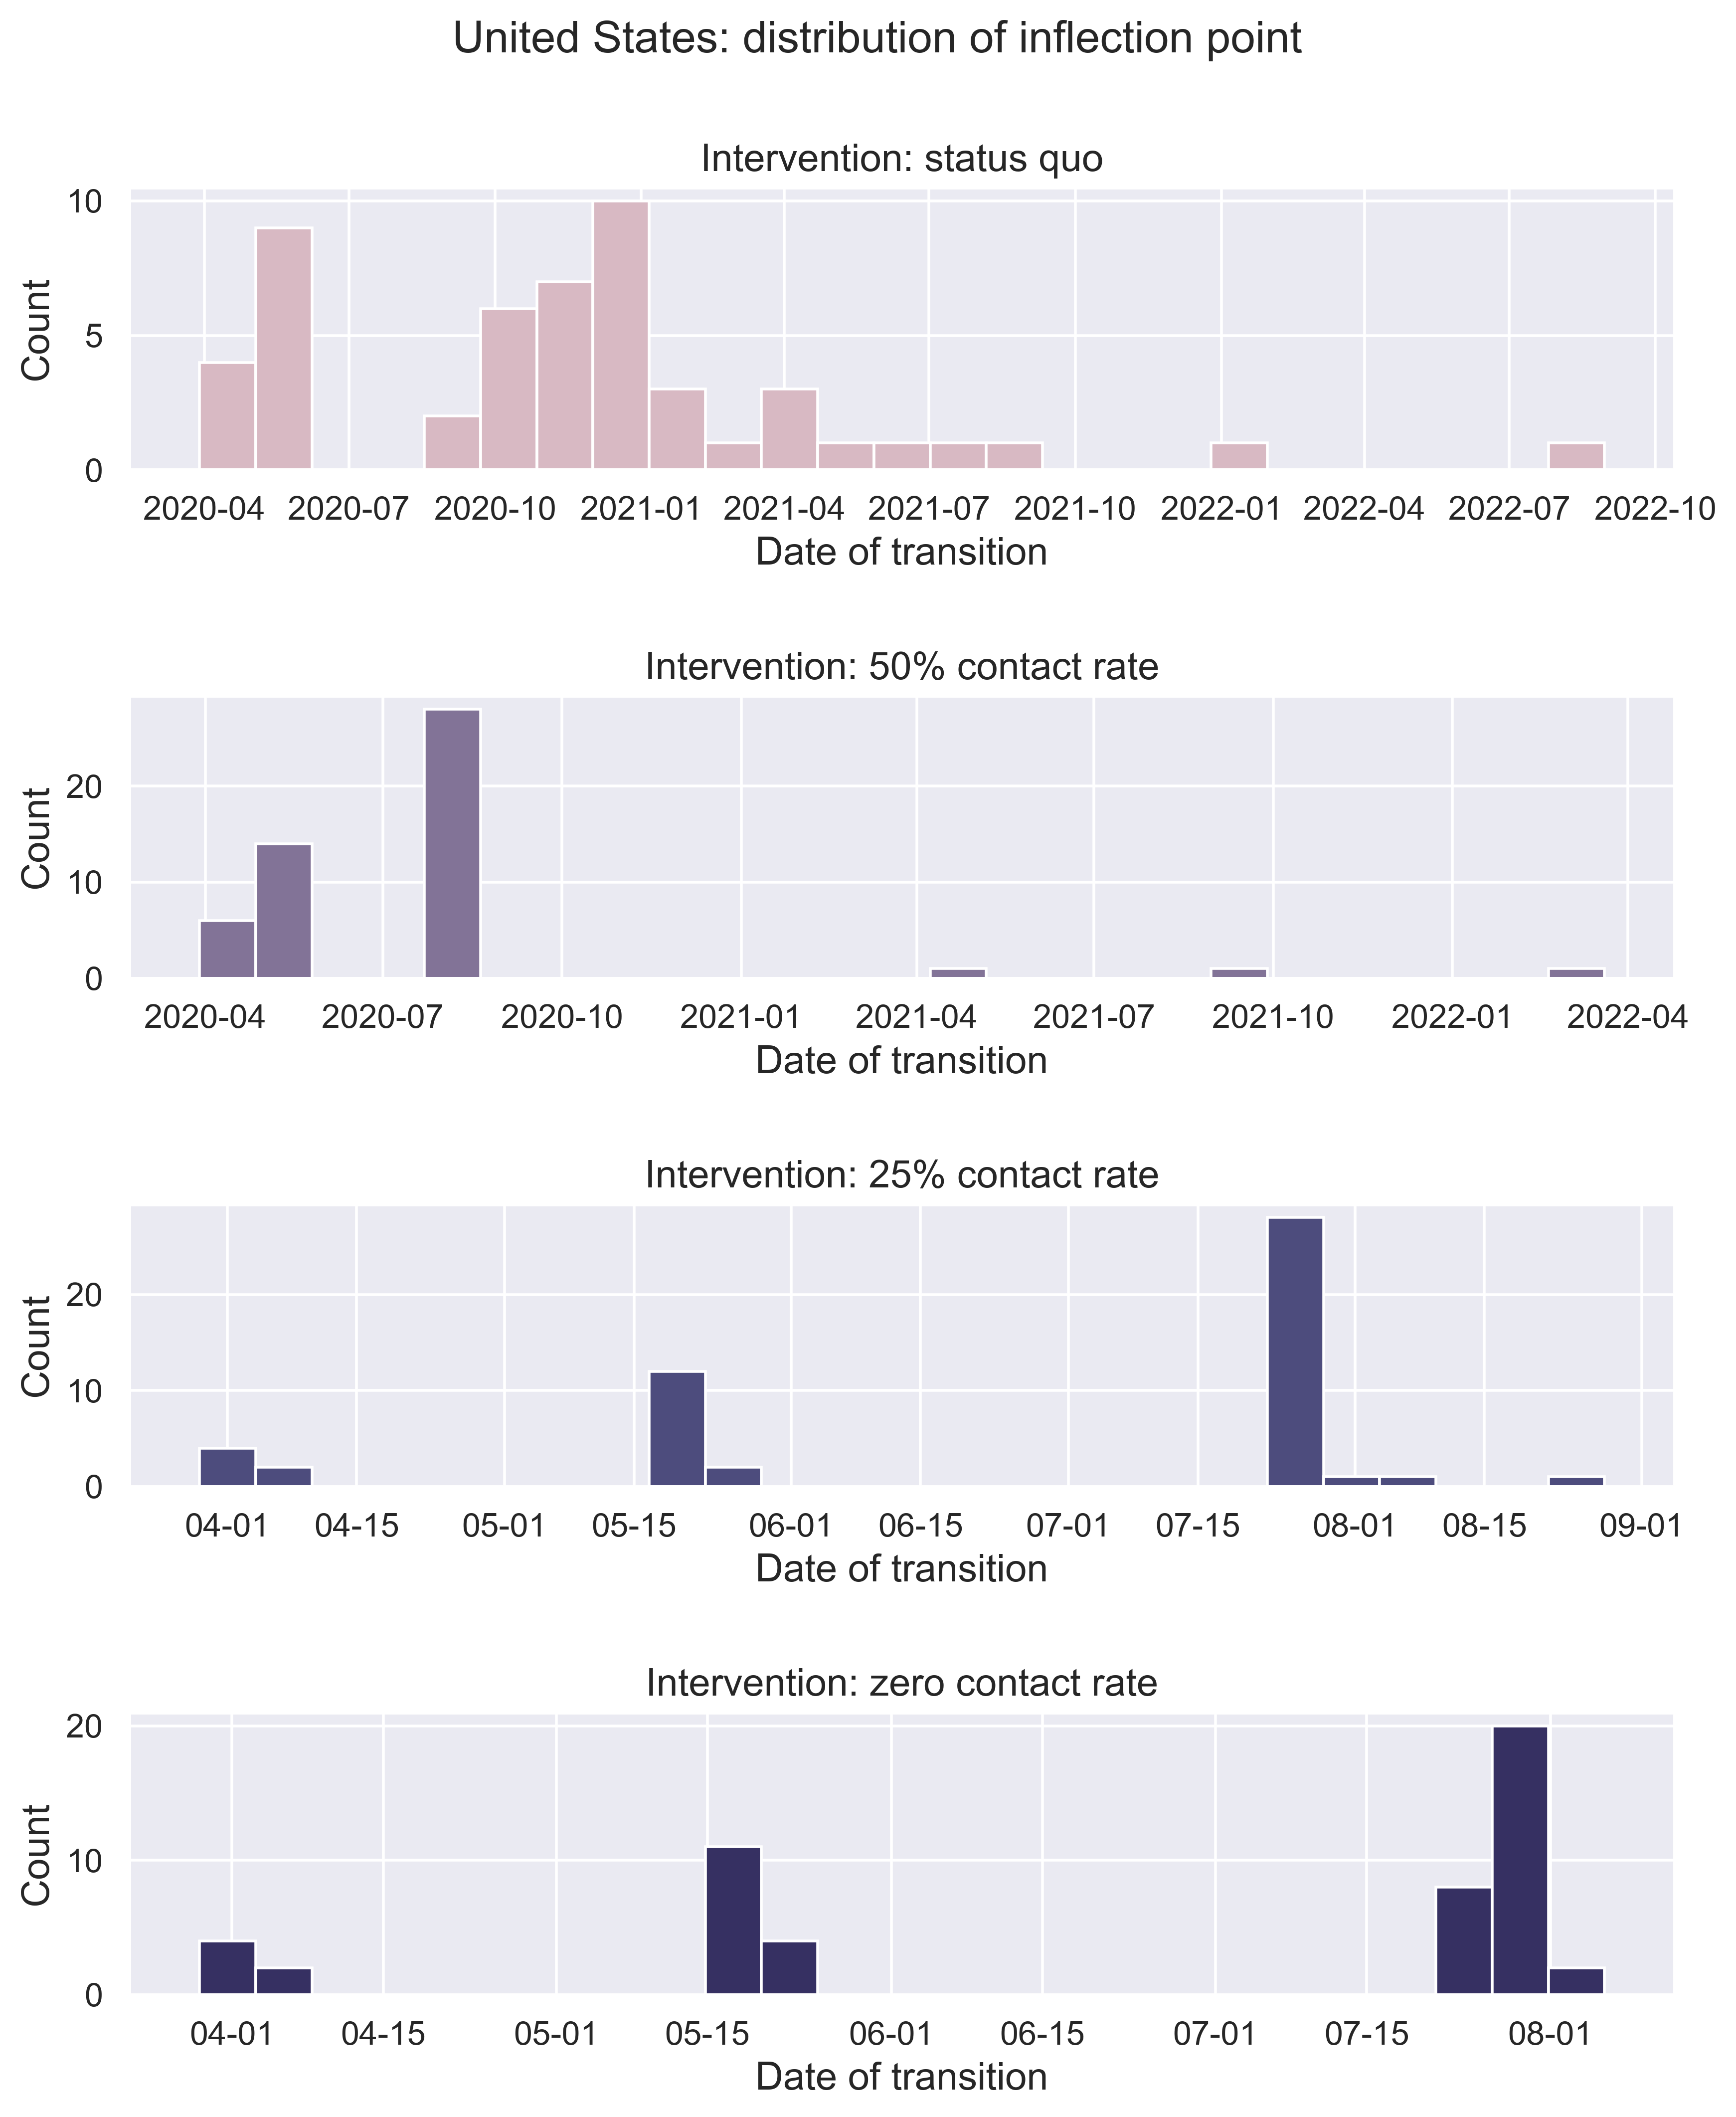 United States: distribution of inflection point
Intervention: status quo
10
5
0
Count
2020-04 2020-07 2020-10 2021-01 2021-04 2021-07 2021-10 2022-01 2022-04 2022-07 2022-10
Date of transition
Intervention: 50% contact rate
20
10
0
Count
2020-04 2020-07 2020-10 2021-01 2021-04 2021-07 2021-10 2022-01 2022-04
Date of transition
Intervention: 25% contact rate
20
10
0
Count
04-01 04-15 05-01 05-15 06-01 06-15 07-01 07-15 08-01 08-15 09-01
Date of transition
Intervention: zero contact rate
20
10
0
Count
04-01 04-15 05-01 05-15 06-01 06-15 07-01 07-15 08-01
Date of transition